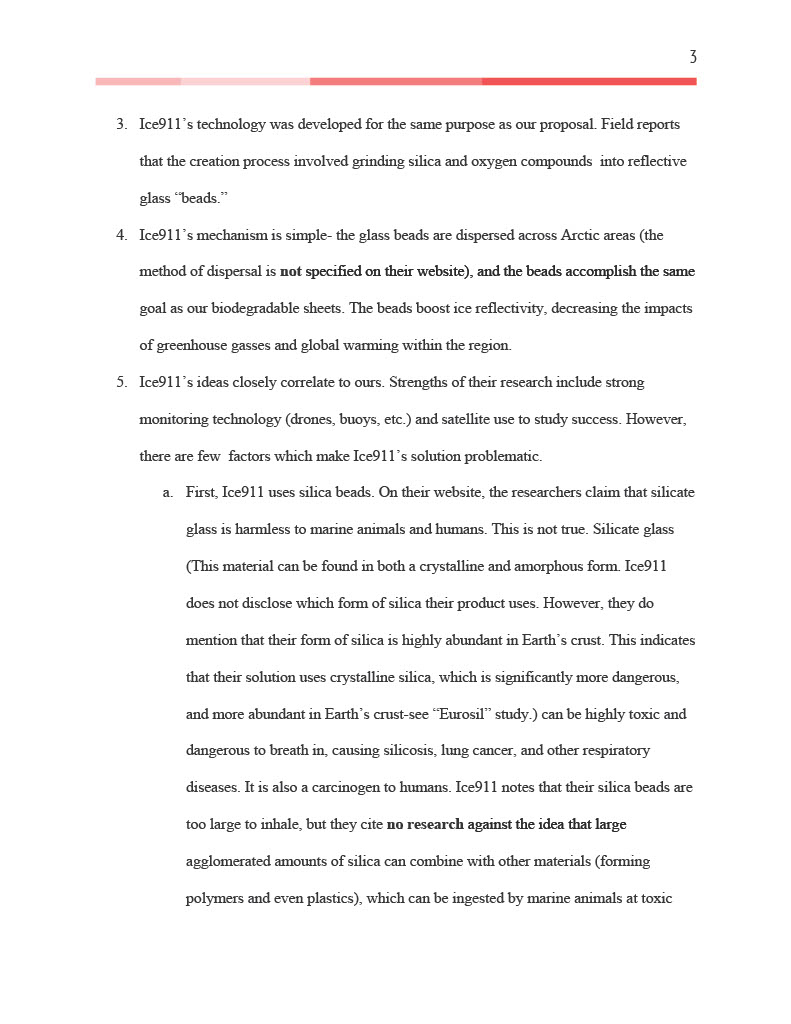 3
3. Ice911's technology was developed for the same purpose as our proposal. Field reports
that the creation process involved grinding silica and oxygen compounds  into reflective
glass “beads.”
4. Ice911's mechanism is simple- the glass beads are dispersed across Arctic areas (the
method of dispersal is not specified on their website), and the beads accomplish the same
goal as our biodegradable sheets. The beads boost ice reflectivity, decreasing the impacts
of greenhouse gasses and global warming within the region.
5. Ice911's ideas closely correlate to ours. Strengths of their research include strong
monitoring technology (drones, buoys, etc.) and satellite use to study success. However,
there are few  factors which make Ice911's solution problematic.
a. First, Ice911 uses silica beads. On their website, the researchers claim that silicate
glass is harmless to marine animals and humans. This is not true. Silicate glass
(This material can be found in both a crystalline and amorphous form. Ice911
does not disclose which form of silica their product uses. However, they do
mention that their form of silica is highly abundant in Earth's crust. This indicates
that their solution uses crystalline silica, which is significantly more dangerous,
and more abundant in Earth's crust-see “Eurosil” study.) can be highly toxic and
dangerous to breath in, causing silicosis, lung cancer, and other respiratory
diseases. It is also a carcinogen to humans. Ice911 notes that their silica beads are
too large to inhale, but they cite no research against the idea that large
agglomerated amounts of silica can combine with other materials (forming
polymers and even plastics), which can be ingested by marine animals at toxic